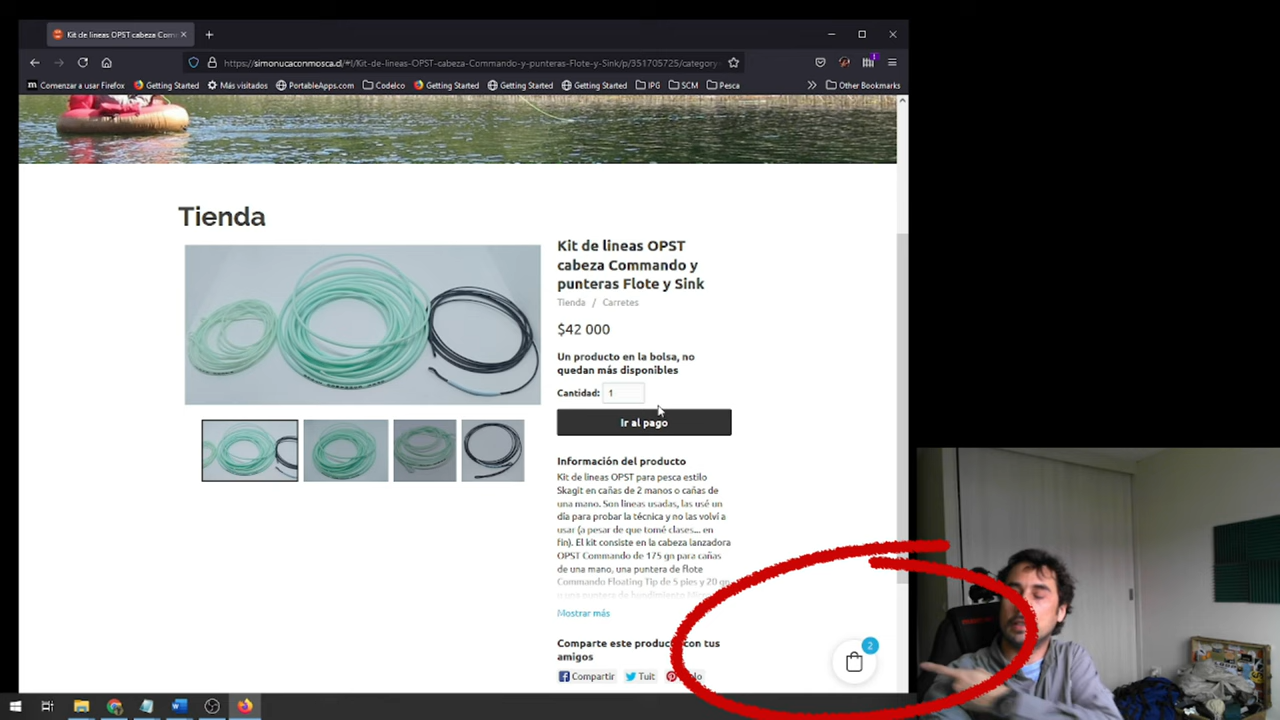 Kit de lineas OPST cabeza Com
https://simonucaconmosca.cl/#!/Kit-de-lineas-OPST-cabeza-Commando-y-punteras-Flote-y-Sink/p/351705725/category
Comenzar a usar Firefox Getting Started Más visitados PortableApps.com Codelco Getting Started Getting Started Getting Started IPG SCM Pesca Other Bookmarks
Tienda
Kit de lineas OPST
cabeza Commando y
punteras Flote y Sink
Tienda / Carretes
$42 000
Un producto en la bolsa, no
quedan más disponibles
Cantidad: 1
Ir al pago
Información del producto
Kit de lineas OPST para pesca estilo
Skagit en cañas de 2 manos o cañas de
una mano. Son lineas usadas, las usé un
día para probar la técnica y no las volví a
usar (a pesar de que tomé clases... en
fin). El kit consiste en la cabeza lanzadora
OPST Commando de 175 gn para cañas
de una mano, una puntera de flote
Commando Floating Tip de 5 pies y 20 gn
Mostrar más
Comparte este producto con tus
amigos
Compartir Tuit
2